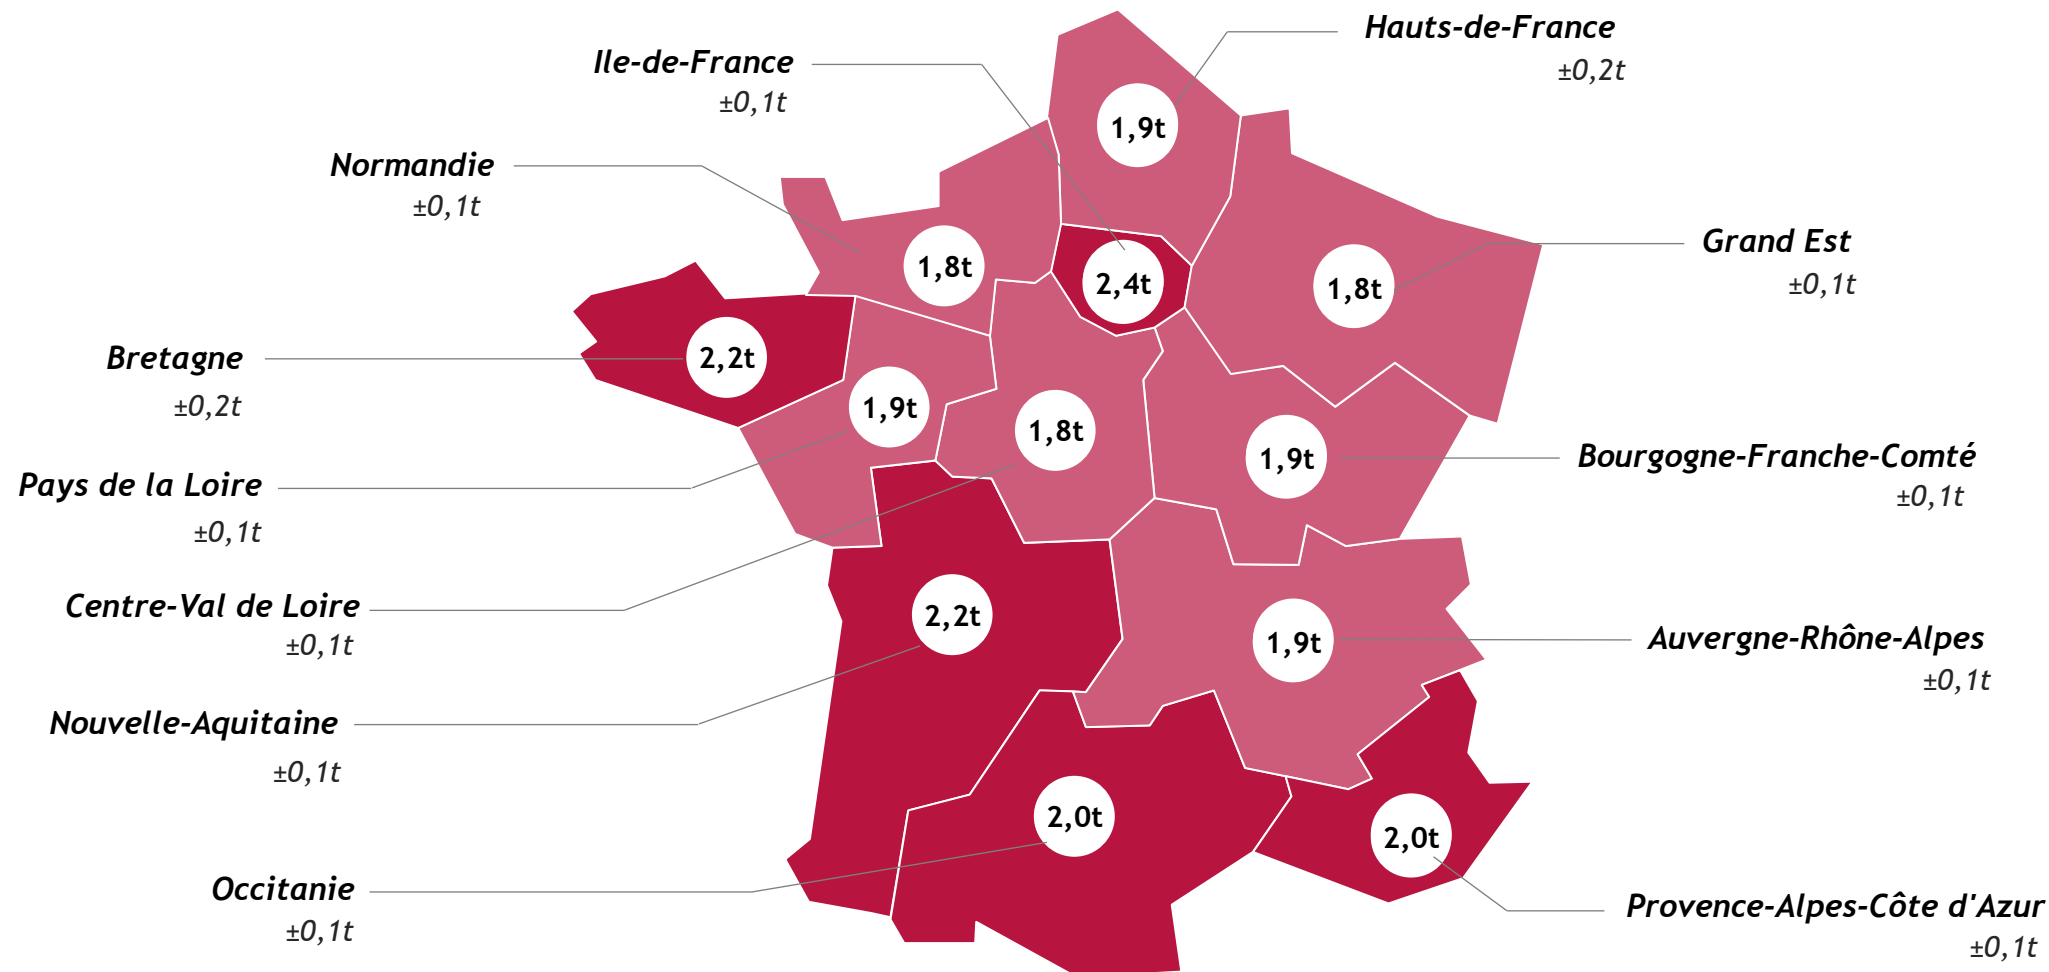 Hauts-de-France
±0,2t
1,9t
Ile-de-France
±0,1t
2,4t
Normandie
±0,1t
1,8t
Grand Est
±0,1t
1,8t
Bretagne
±0,2t
2,2t
Pays de la Loire
±0,1t
1,9t
Centre-Val de Loire
±0,1t
1,8t
Bourgogne-Franche-Comté
±0,1t
1,9t
Nouvelle-Aquitaine
±0,1t
2,2t
Auvergne-Rhône-Alpes
±0,1t
1,9t
Occitanie
±0,1t
2,0t
Provence-Alpes-Côte d'Azur
±0,1t
2,0t